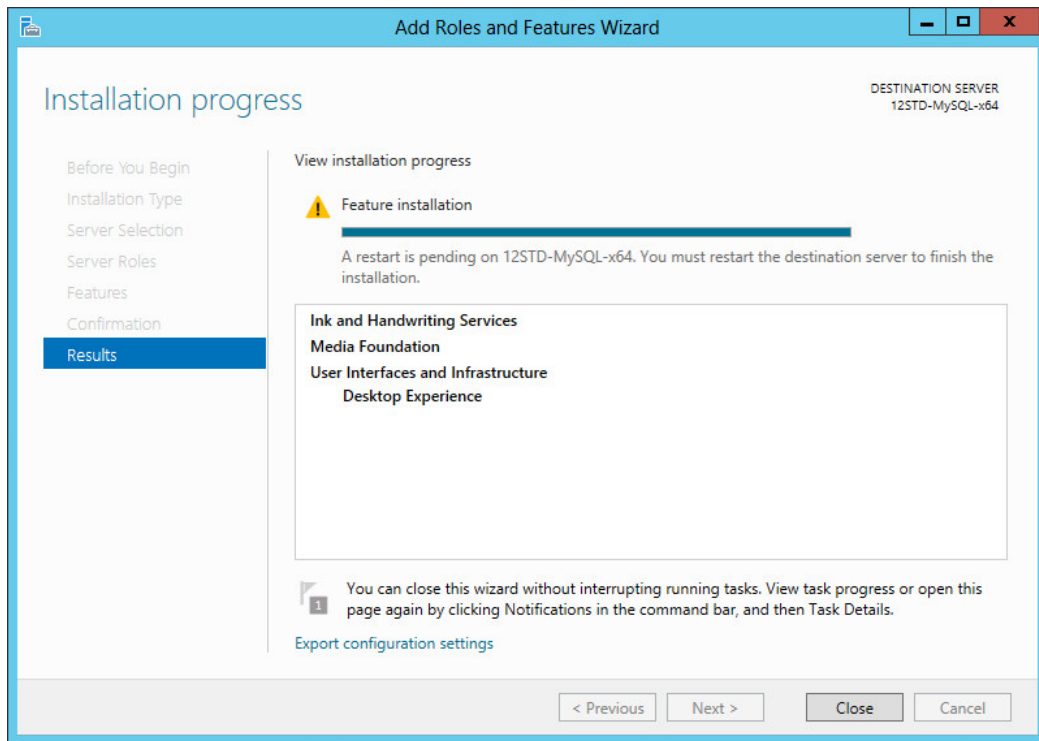 Add Roles and Features Wizard
Installation progress
DESTINATION SERVER
12STD-MySQL-x64
Before You Begin
Installation Type
Server Selection
Server Roles
Features
Confirmation
Results
View installation progress
Feature installation
A restart is pending on 12STD-MySQL-x64. You must restart the destination server to finish the
installation.
Ink and Handwriting Services
Media Foundation
User Interfaces and Infrastructure
Desktop Experience
1
You can close this wizard without interrupting running tasks. View task progress or open this
page again by clicking Notifications in the command bar, and then Task Details.
Export configuration settings
< Previous
Next >
Close
Cancel